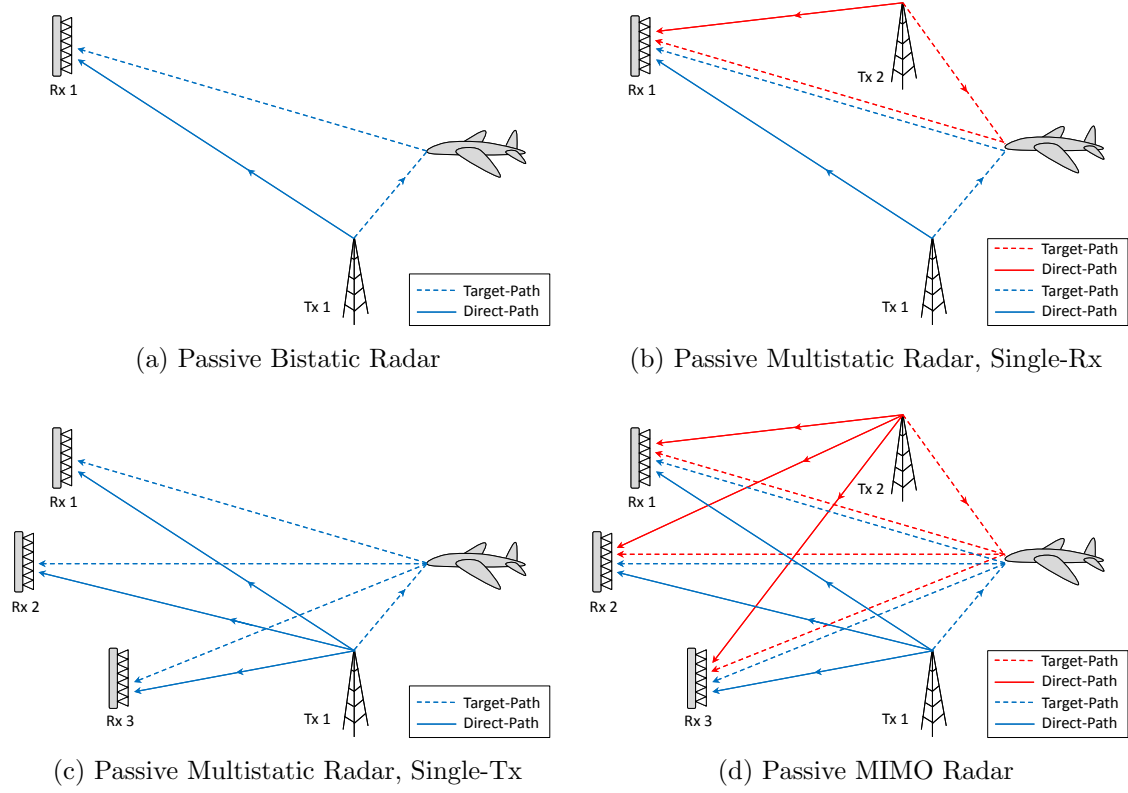 Rx 1
Tx 1
Target-Path
Direct-Path
(a) Passive Bistatic Radar
Rx 1
Tx 2
Tx 1
Target-Path
Direct-Path
Target-Path
Direct-Path
(b) Passive Multistatic Radar, Single-Rx
Rx 1
Rx 2
Rx 3
Tx 1
Target-Path
Direct-Path
(c) Passive Multistatic Radar, Single-Tx
Rx 1
Tx 2
Rx 2
Rx 3
Tx 1
Target-Path
Direct-Path
Target-Path
Direct-Path
(d) Passive MIMO Radar